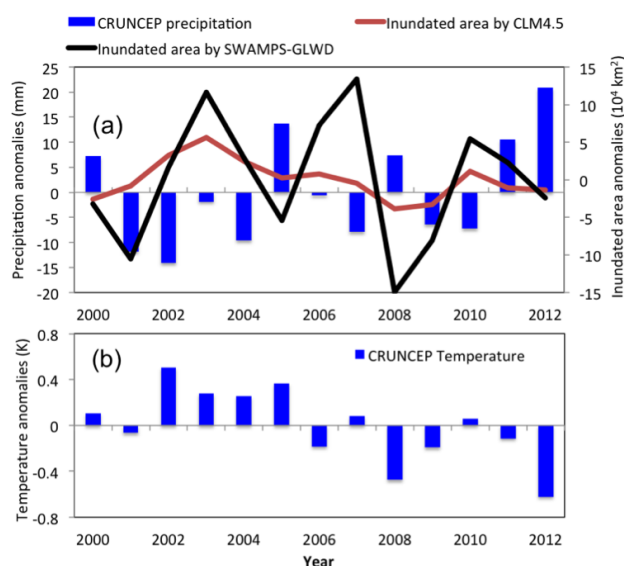 CRUNCEP precipitation
Inundated area by CLM4.5
Inundated area by SWAMPS-GLWD
Precipitation anomalies (mm)
25
20
15
10
5
0
-5
-10
-15
-20
(a)
15
10
5
0
-5
-10
-15
Inundated area anomalies (10⁴ km²)
2000 2002 2004 2006 2008 2010 2012
Temperature anomalies (K)
0.8
0.4
0
-0.4
-0.8
(b)
CRUNCEP Temperature
2000 2002 2004 2006 2008 2010 2012
Year